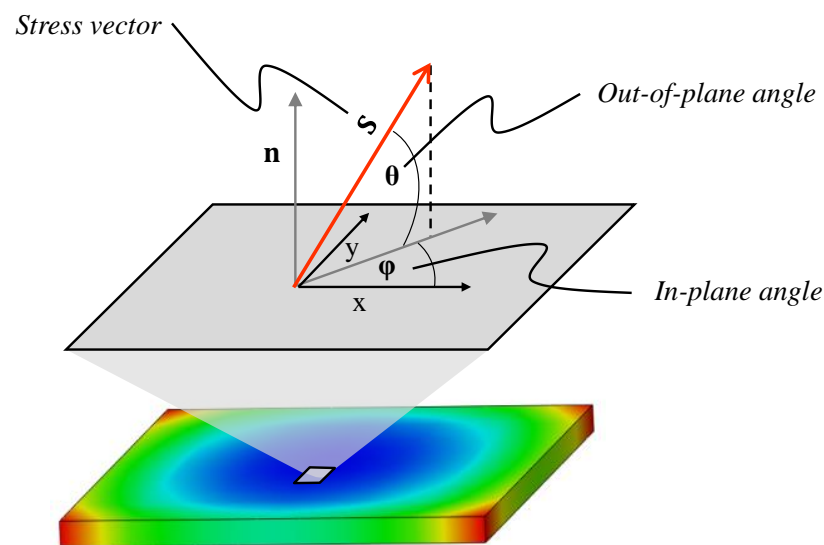 Stress vector
Out-of-plane angle
S
n
θ
y
φ
x
In-plane angle